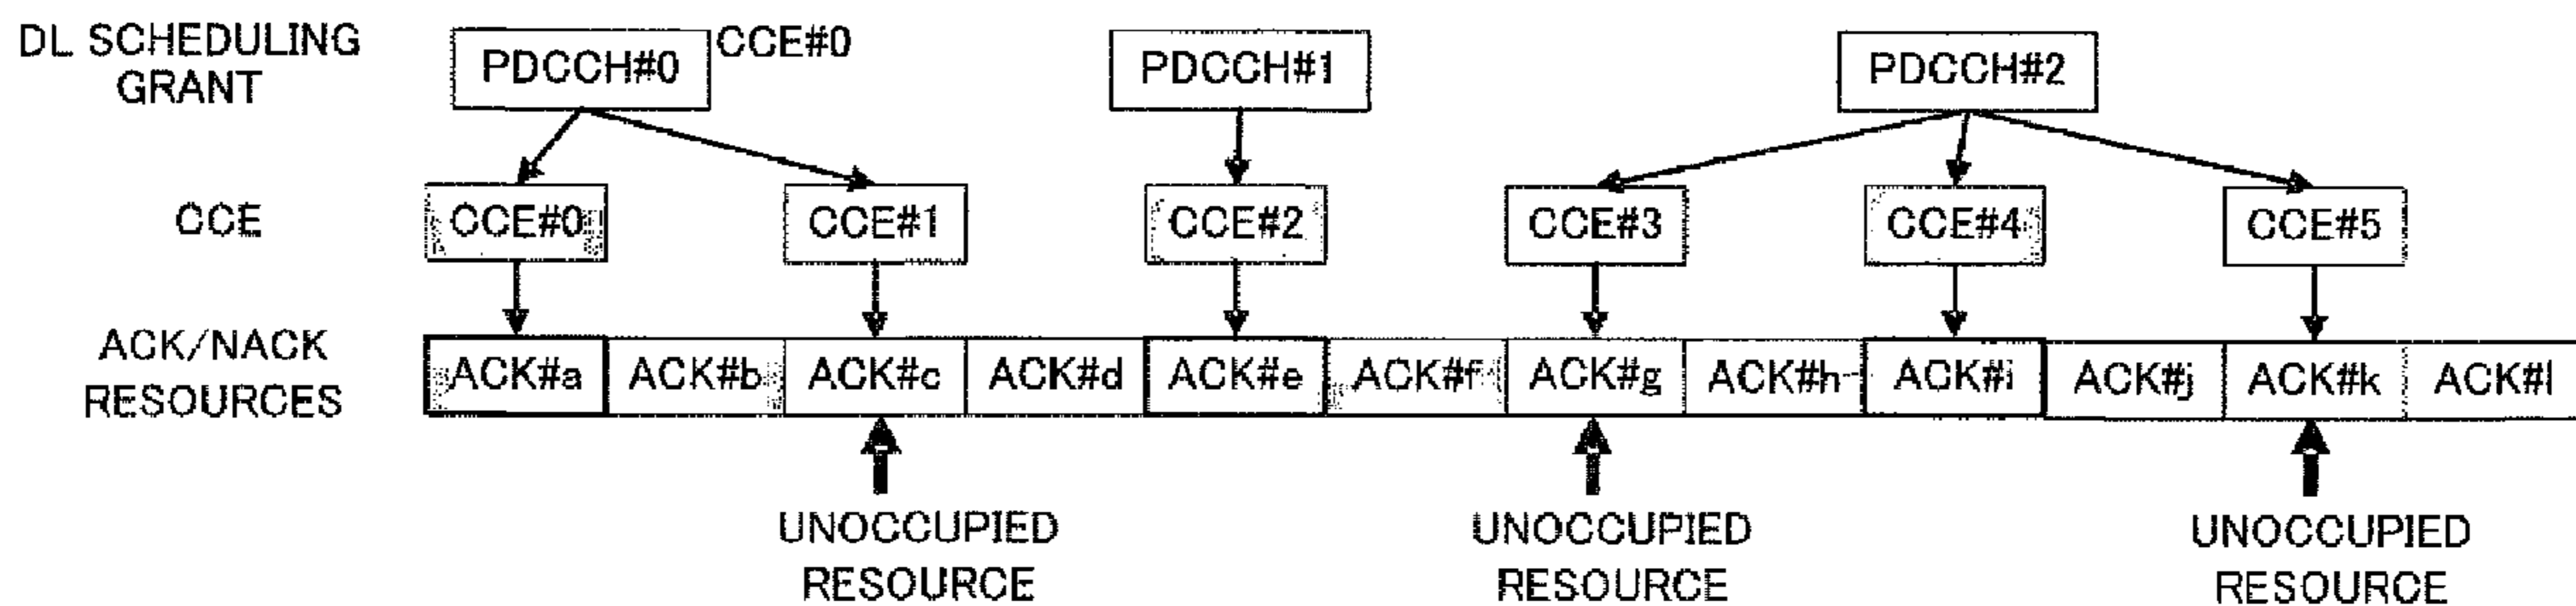 DL SCHEDULING
GRANT
PDCCH#0 CCE#0 PDCCH#1 PDCCH#2
CCE CCE#0 CCE#1 CCE#2 CCE#3 CCE#4 CCE#5
ACK/NACK
RESOURCES
ACK#a ACK#b ACK#c ACK#d ACK#e ACK#f ACK#g ACK#h ACK#i ACK#j ACK#k ACK#l
UNOCCUPIED UNOCCUPIED UNOCCUPIED
RESOURCE RESOURCE RESOURCE